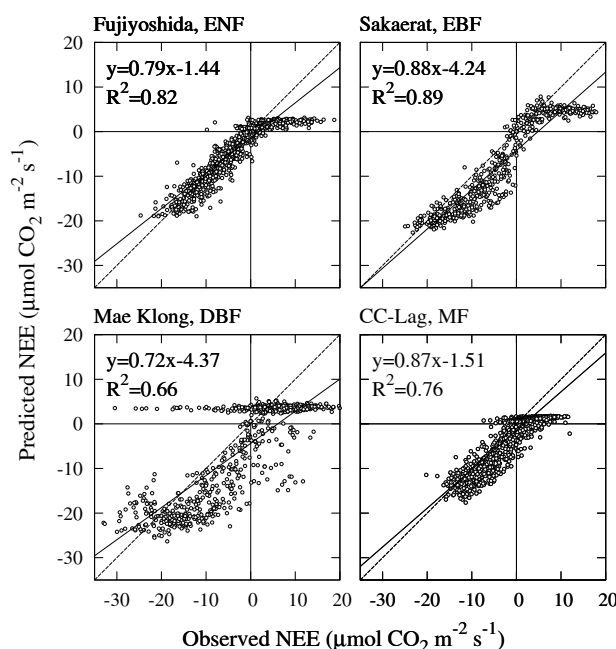 Fujiyoshida, ENF
Sakaerat, EBF
20
10
0
-10
-20
-30
y=0.79x-1.44
R²=0.82
y=0.88x-4.24
R²=0.89
Mae Klong, DBF
CC-Lag, MF
20
10
0
-10
-20
-30
y=0.72x-4.37
R²=0.66
y=0.87x-1.51
R²=0.76
-30 -20 -10 0 10 -30 -20 -10 0 10 20
Predicted NEE (μmol CO₂ m⁻² s⁻¹)
Observed NEE (μmol CO₂ m⁻² s⁻¹)